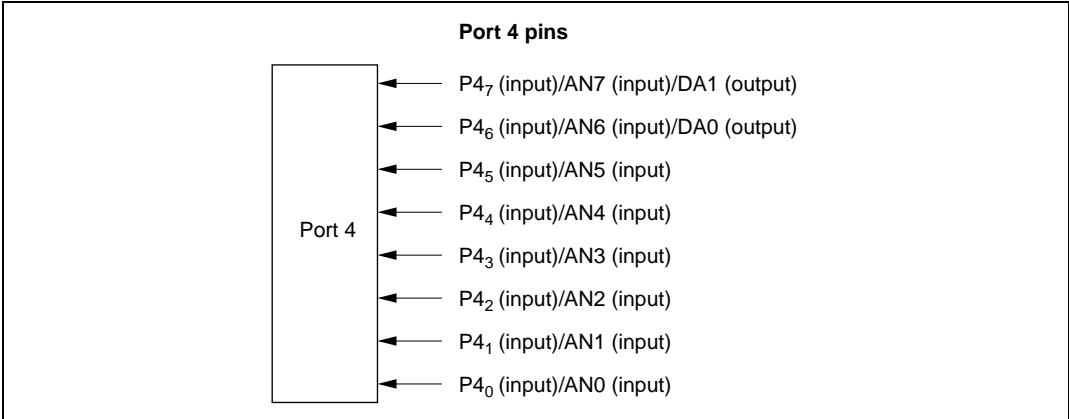 Port 4 pins
P4₇ (input)/AN7 (input)/DA1 (output)
P4₆ (input)/AN6 (input)/DA0 (output)
P4₅ (input)/AN5 (input)
P4₄ (input)/AN4 (input)
Port 4
P4₃ (input)/AN3 (input)
P4₂ (input)/AN2 (input)
P4₁ (input)/AN1 (input)
P4₀ (input)/AN0 (input)